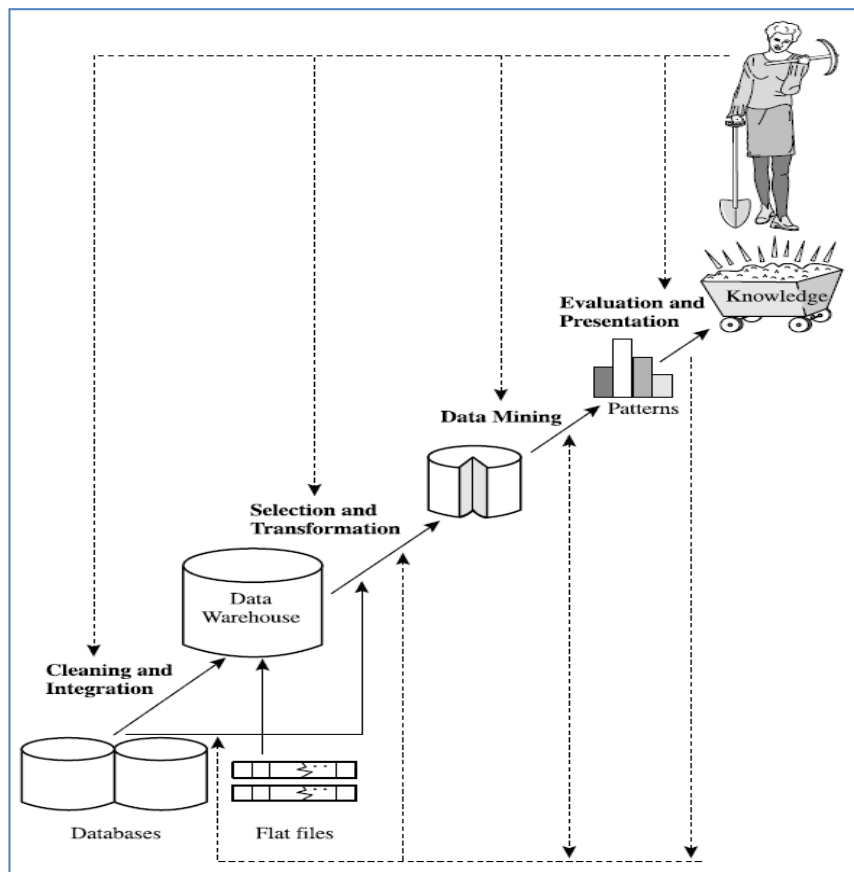 Knowledge
Evaluation and
Presentation
Patterns
Data Mining
Selection and
Transformation
Data
Warehouse
Cleaning and
Integration
Databases
Flat files